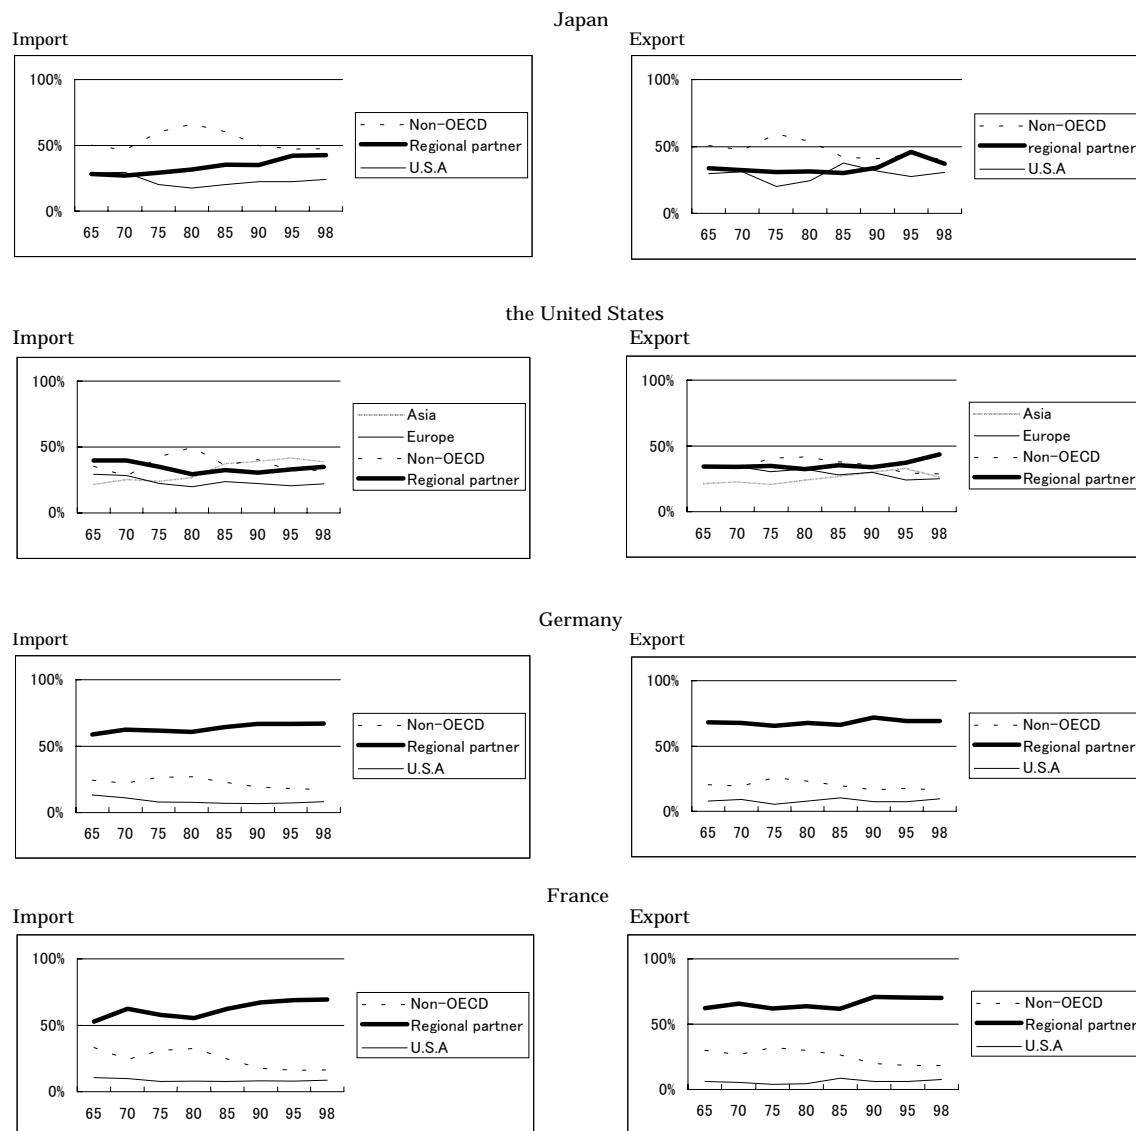 Japan
Import
100%
50%
0%
65 70 75 80 85 90 95 98
Non-OECD
Regional partner
U.S.A
Export
100%
50%
0%
65 70 75 80 85 90 95 98
Non-OECD
regional partner
U.S.A
the United States
Import
100%
50%
0%
65 70 75 80 85 90 95 98
Asia
Europe
Non-OECD
Regional partner
Export
100%
50%
0%
65 70 75 80 85 90 95 98
Asia
Europe
Non-OECD
Regional partner
Germany
Import
100%
50%
0%
65 70 75 80 85 90 95 98
Non-OECD
Regional partner
U.S.A
Export
100%
50%
0%
65 70 75 80 85 90 95 98
Non-OECD
Regional partner
U.S.A
France
Import
100%
50%
0%
65 70 75 80 85 90 95 98
Non-OECD
Regional partner
U.S.A
Export
100%
50%
0%
65 70 75 80 85 90 95 98
Non-OECD
Regional partner
U.S.A